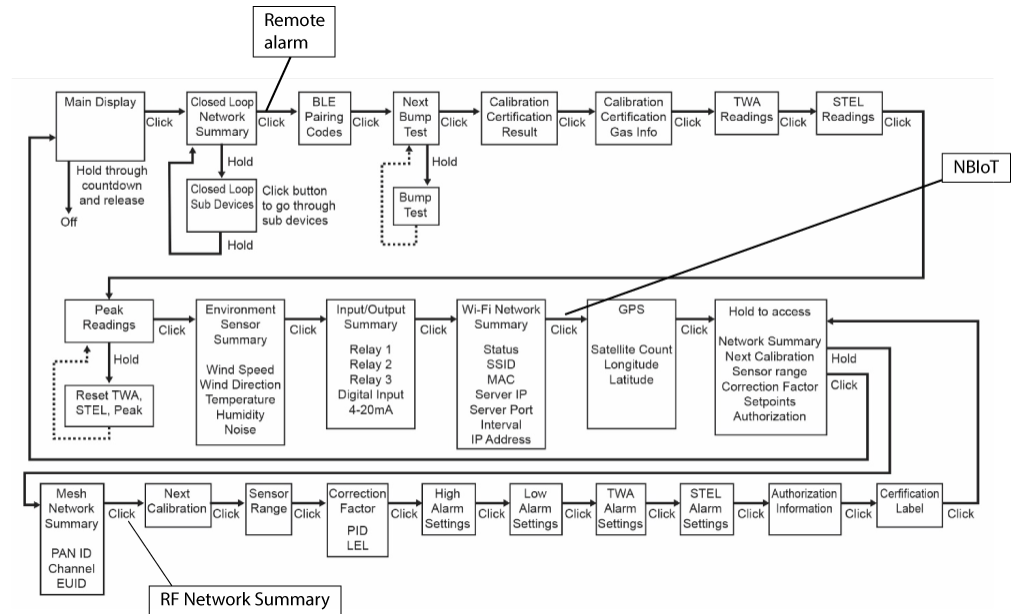 Remote
alarm
Main Display
Click
Closed Loop
Network
Summary
Click
BLE
Pairing
Codes
Click
Next
Bump
Test
Click
Calibration
Certification
Result
Click
Calibration
Certification
Gas Info
Click
TWA
Readings
Click
STEL
Readings
Click
Hold through
countdown
and release
Off
Hold
Closed Loop
Sub Devices
Click button
to go through
sub devices
Hold
Hold
Bump
Test
NBIoT
Peak
Readings
Click
Hold
Reset TWA,
STEL, Peak
Environment
Sensor
Summary
Wind Speed
Wind Direction
Temperature
Humidity
Noise
Click
Input/Output
Summary
Relay 1
Relay 2
Relay 3
Digital Input
4-20mA
Click
Wi-Fi Network
Summary
Status
SSID
MAC
Server IP
Server Port
Interval
IP Address
Click
GPS
Satellite Count
Longitude
Latitude
Click
Hold to access
Network Summary
Next Calibration
Sensor range
Correction Factor
Setpoints
Authorization
Hold
Click
Mesh
Network
Summary
PAN ID
Channel
EUID
Click
Next
Calibration
Click
Sensor
Range
Click
Correction
Factor
PID
LEL
Click
High
Alarm
Settings
Click
Low
Alarm
Settings
Click
TWA
Alarm
Settings
Click
STEL
Alarm
Settings
Click
Authorization
Information
Click
Cerfification
Label
Click
RF Network Summary